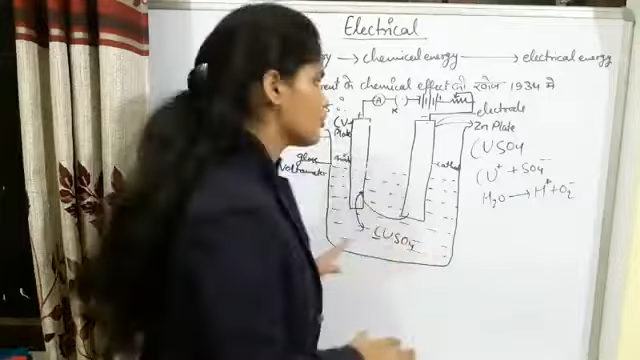 Electrical
→ chemical energy → electrical energy
के chemical effect की खोज 1934 में
A K
electrode
Zn Plate
Plate
CUSO4
glass
Voltameter
CU+ + SO4--
H2O → H+ + O2-
CUSO4